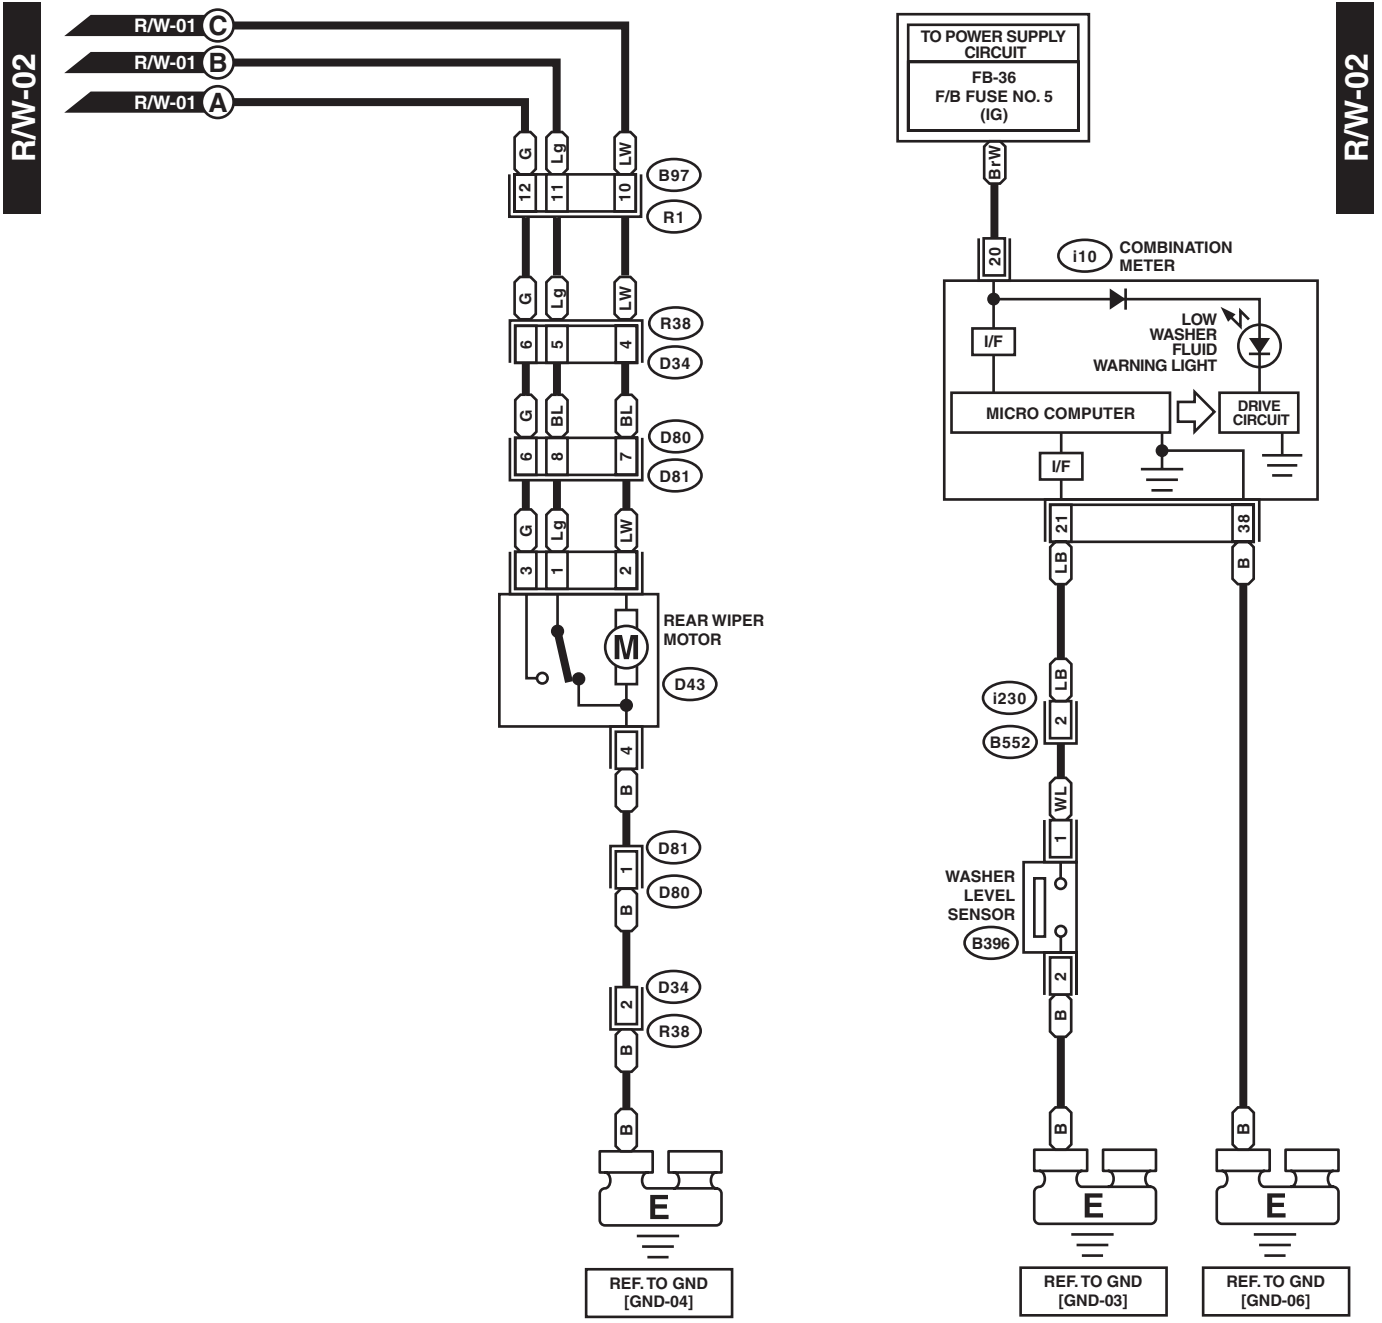 R/W-02
R/W-02
R/W-01 C
R/W-01 B
R/W-01 A
G Lg LW
12 11 10
B97
R1
G Lg LW
6 5 4
R38
D34
G BL BL
6 8 7
D80
D81
G Lg LW
3 1 2
REAR WIPER
MOTOR
M
D43
4
B
D81
1
D80
B
D34
2
R38
B
B
E
REF. TO GND
[GND-04]
TO POWER SUPPLY
CIRCUIT
FB-36
F/B FUSE NO. 5
(IG)
BrW
20
i10
COMBINATION
METER
I/F
LOW
WASHER
FLUID
WARNING LIGHT
MICRO COMPUTER
DRIVE
CIRCUIT
I/F
21 38
LB B
LB
i230
2
B552
WL
1
WASHER
LEVEL
SENSOR
B396
2
B
B B
E E
REF. TO GND
[GND-03]
REF. TO GND
[GND-06]